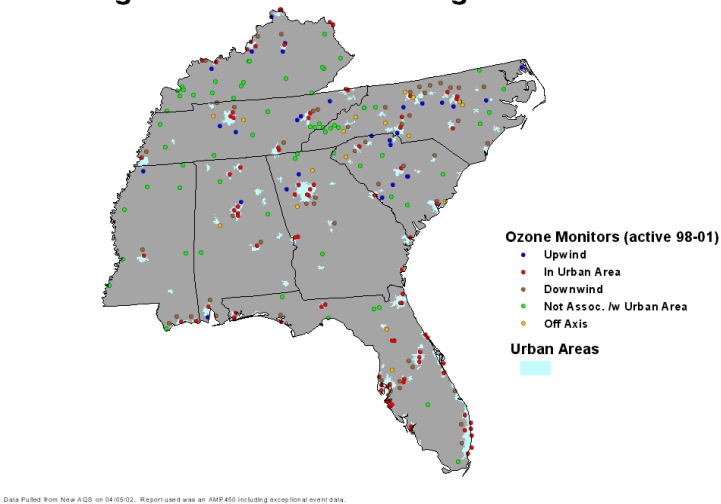 Ozone Monitors (active 98-01)
Upwind
In Urban Area
Downwind
Not Assoc. /w Urban Area
Off Axis
Urban Areas
Data Pulled from New AQS on 04/05/02. Report used was an AMP450 including exceptional event data.